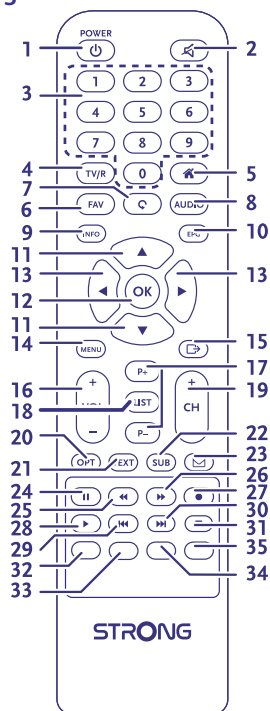 POWER
1 2
3 1 2 3
4 5 6
7 8 9
4 TV/R 0 5
7
6 FAV AUDIO 8
9 INFO EPG 10
11
13 13
12 OK
11
14 MENU 15
P+ 17
16 + + 19
VOL CH
18 LIST
– P– –
20 22
OPT TEXT SUB 23
21 26
24 27
25 30
28 31
29 35
32 34
33
STRONG